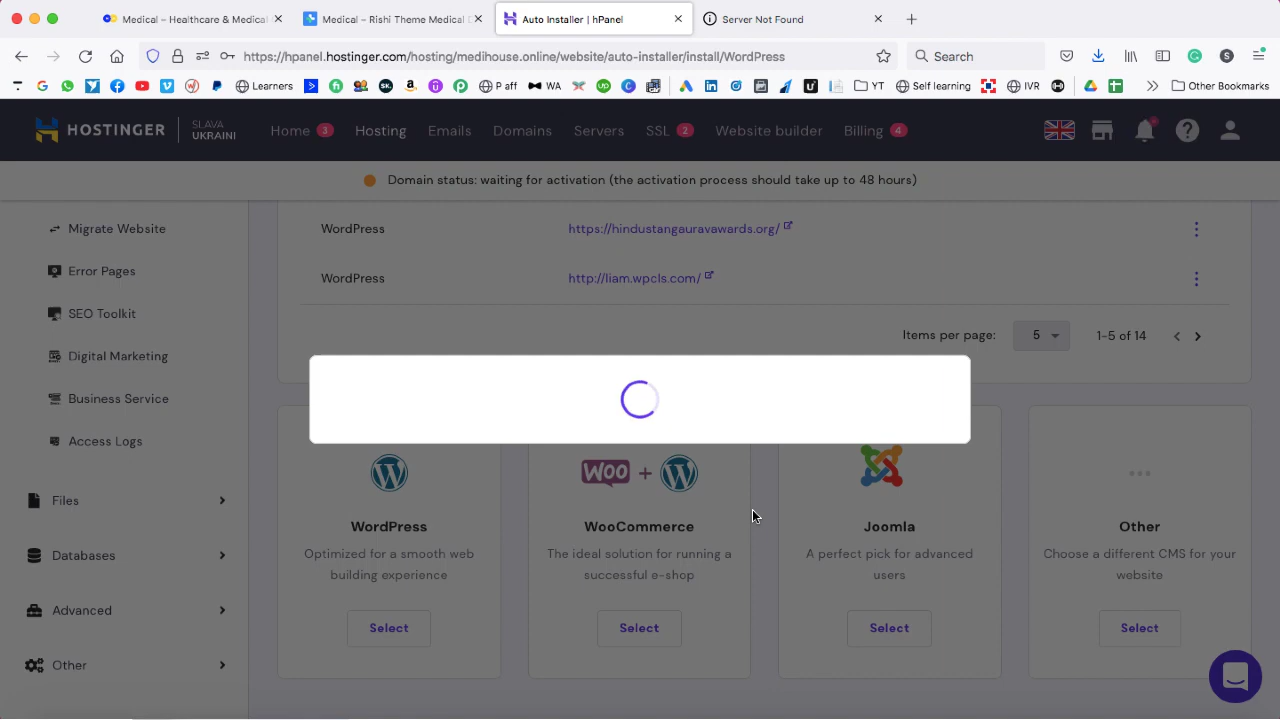 Medical – Healthcare & Medical
Medical – Rishi Theme Medical
Auto Installer | hPanel
Server Not Found
https://hpanel.hostinger.com/hosting/medihouse.online/website/auto-installer/install/WordPress
Search
S
Learners
P aff
WA
YT
Self learning
IVR
Other Bookmarks
HOSTINGER
SLAVA
UKRAINI
Home 3
Hosting
Emails
Domains
Servers
SSL 2
Website builder
Billing 4
Domain status: waiting for activation (the activation process should take up to 48 hours)
Migrate Website
Error Pages
SEO Toolkit
Digital Marketing
Business Service
Access Logs
Files
Databases
Advanced
Other
WordPress https://hindustangauravawards.org/
WordPress http://liam.wpcls.com/
Items per page: 5 1-5 of 14
WordPress
Optimized for a smooth web
building experience
Select
WOO +
WooCommerce
The ideal solution for running a
successful e-shop
Select
Joomla
A perfect pick for advanced
users
Select
Other
Choose a different CMS for your
website
Select